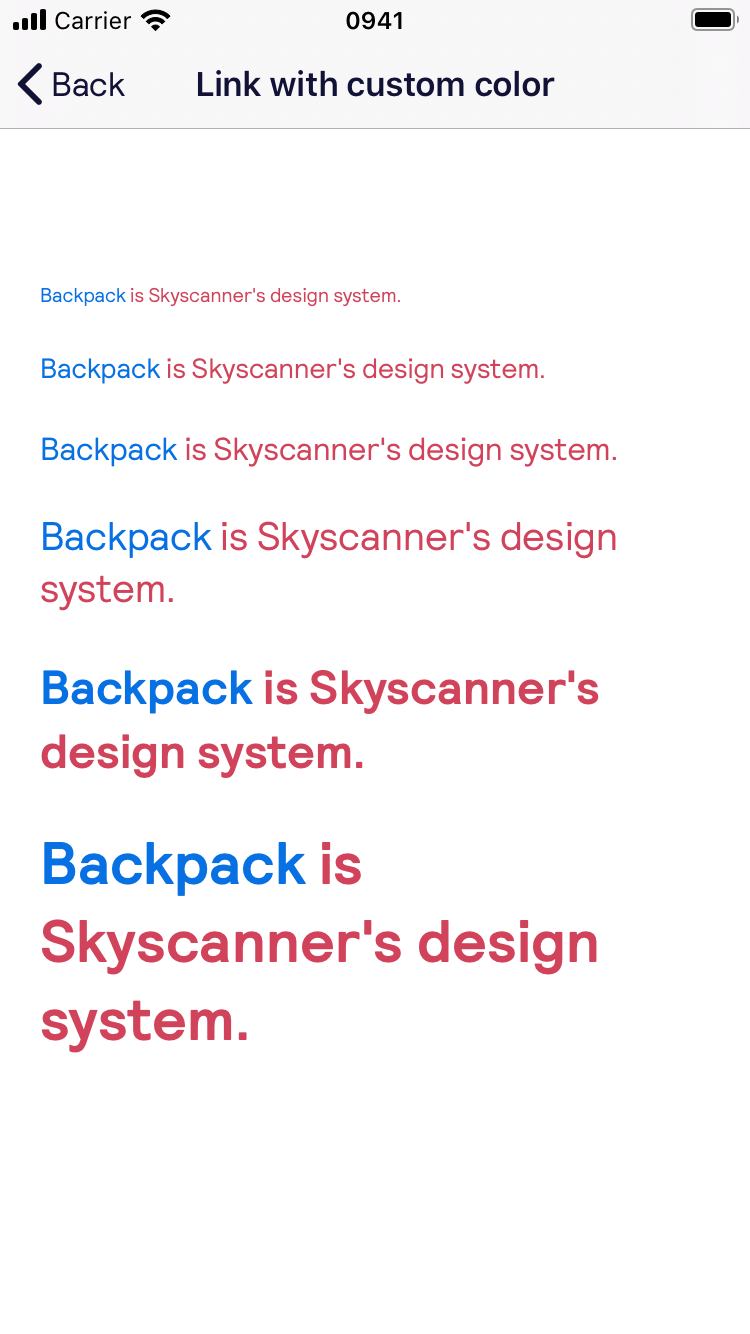 Carrier 0941
Back Link with custom color
Backpack is Skyscanner's design system.
Backpack is Skyscanner's design system.
Backpack is Skyscanner's design system.
Backpack is Skyscanner's design
system.
Backpack is Skyscanner's
design system.
Backpack is
Skyscanner's design
system.